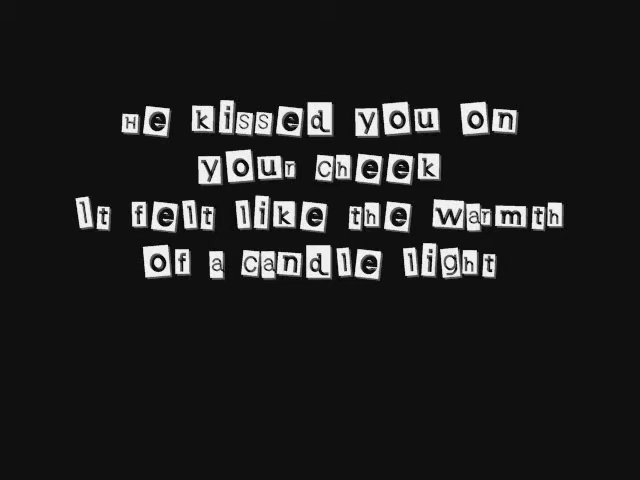 He kissed you on
your cheek
It felt like the warmth
of a candle light